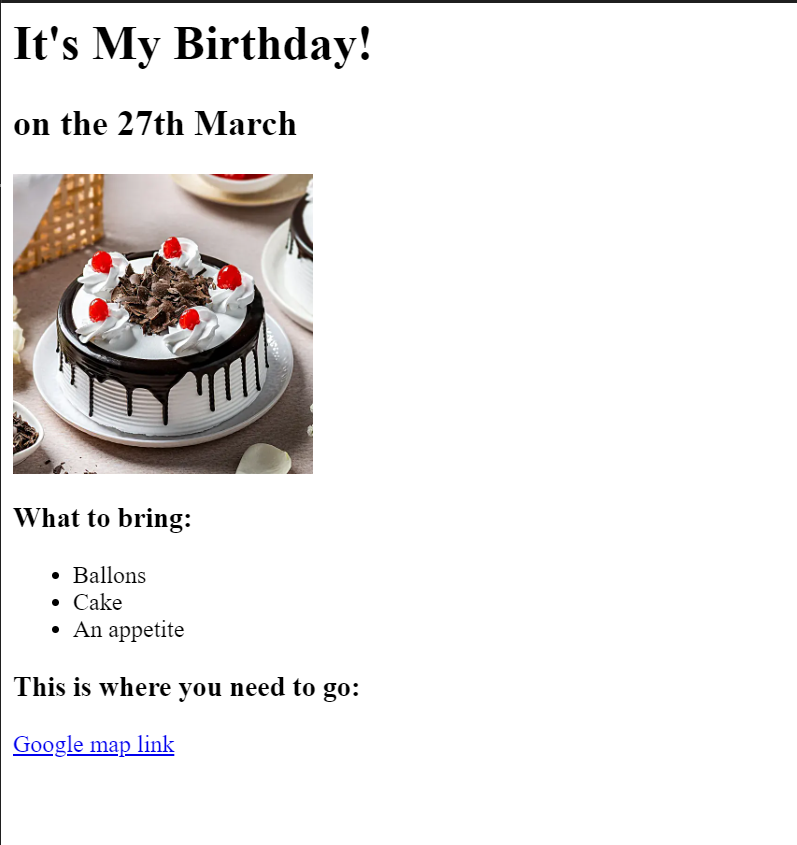 It's My Birthday!
on the 27th March
What to bring:
Ballons
Cake
An appetite
This is where you need to go:
Google map link